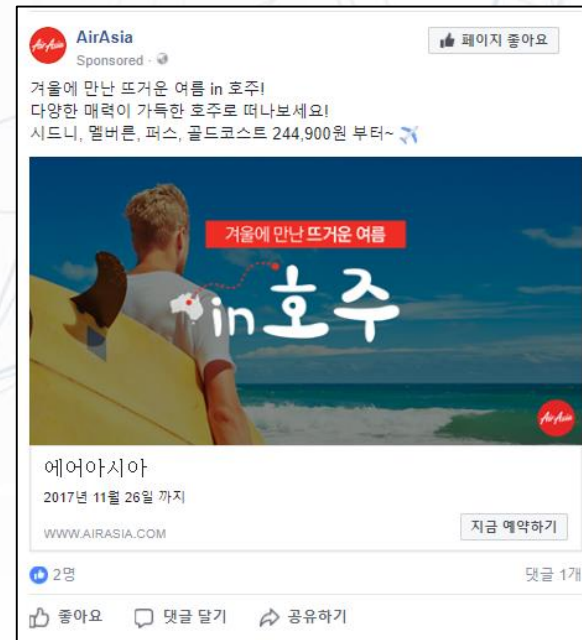 AirAsia
AirAsia
Sponsored ·
페이지 좋아요
겨울에 만난 뜨거운 여름 in 호주!
다양한 매력이 가득한 호주로 떠나보세요!
시드니, 멜버른, 퍼스, 골드코스트 244,900원 부터~
겨울에 만난 뜨거운 여름
in 호주
AirAsia
에어아시아
2017년 11월 26일 까지
WWW.AIRASIA.COM
지금 예약하기
2명
댓글 1개
좋아요
댓글 달기
공유하기